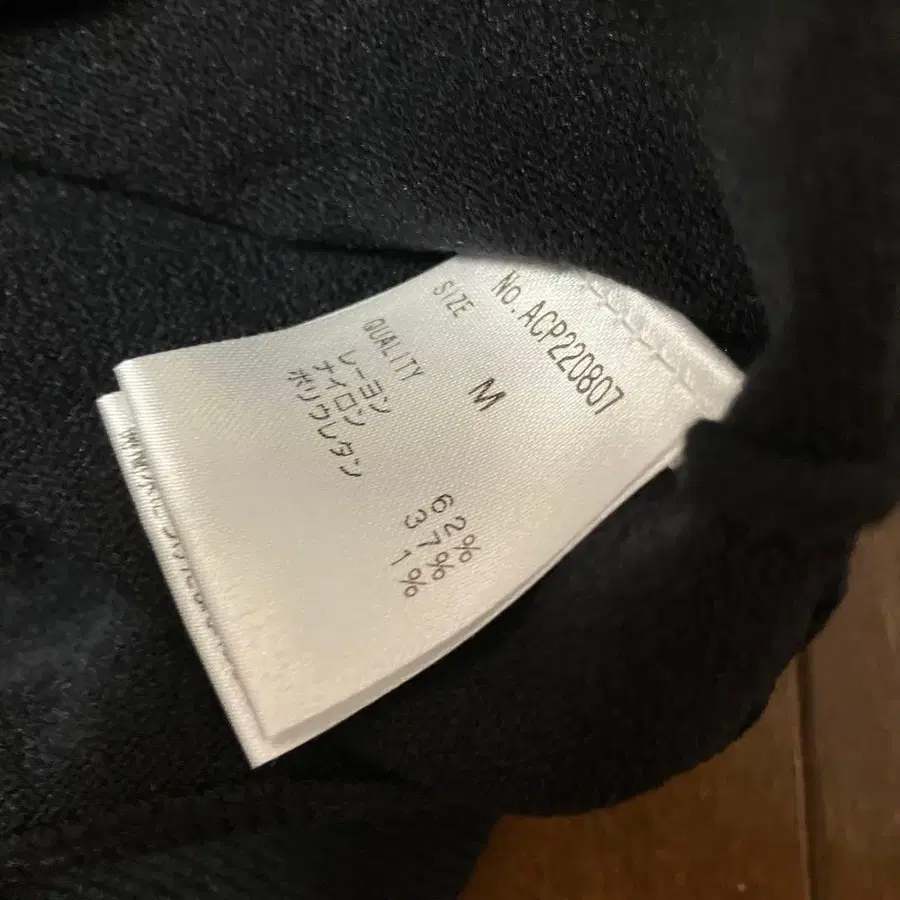 No. ACP220807
SIZE M
QUALITY
レーヨン 62%
ナイロン 37%
ポリウレタン 1%